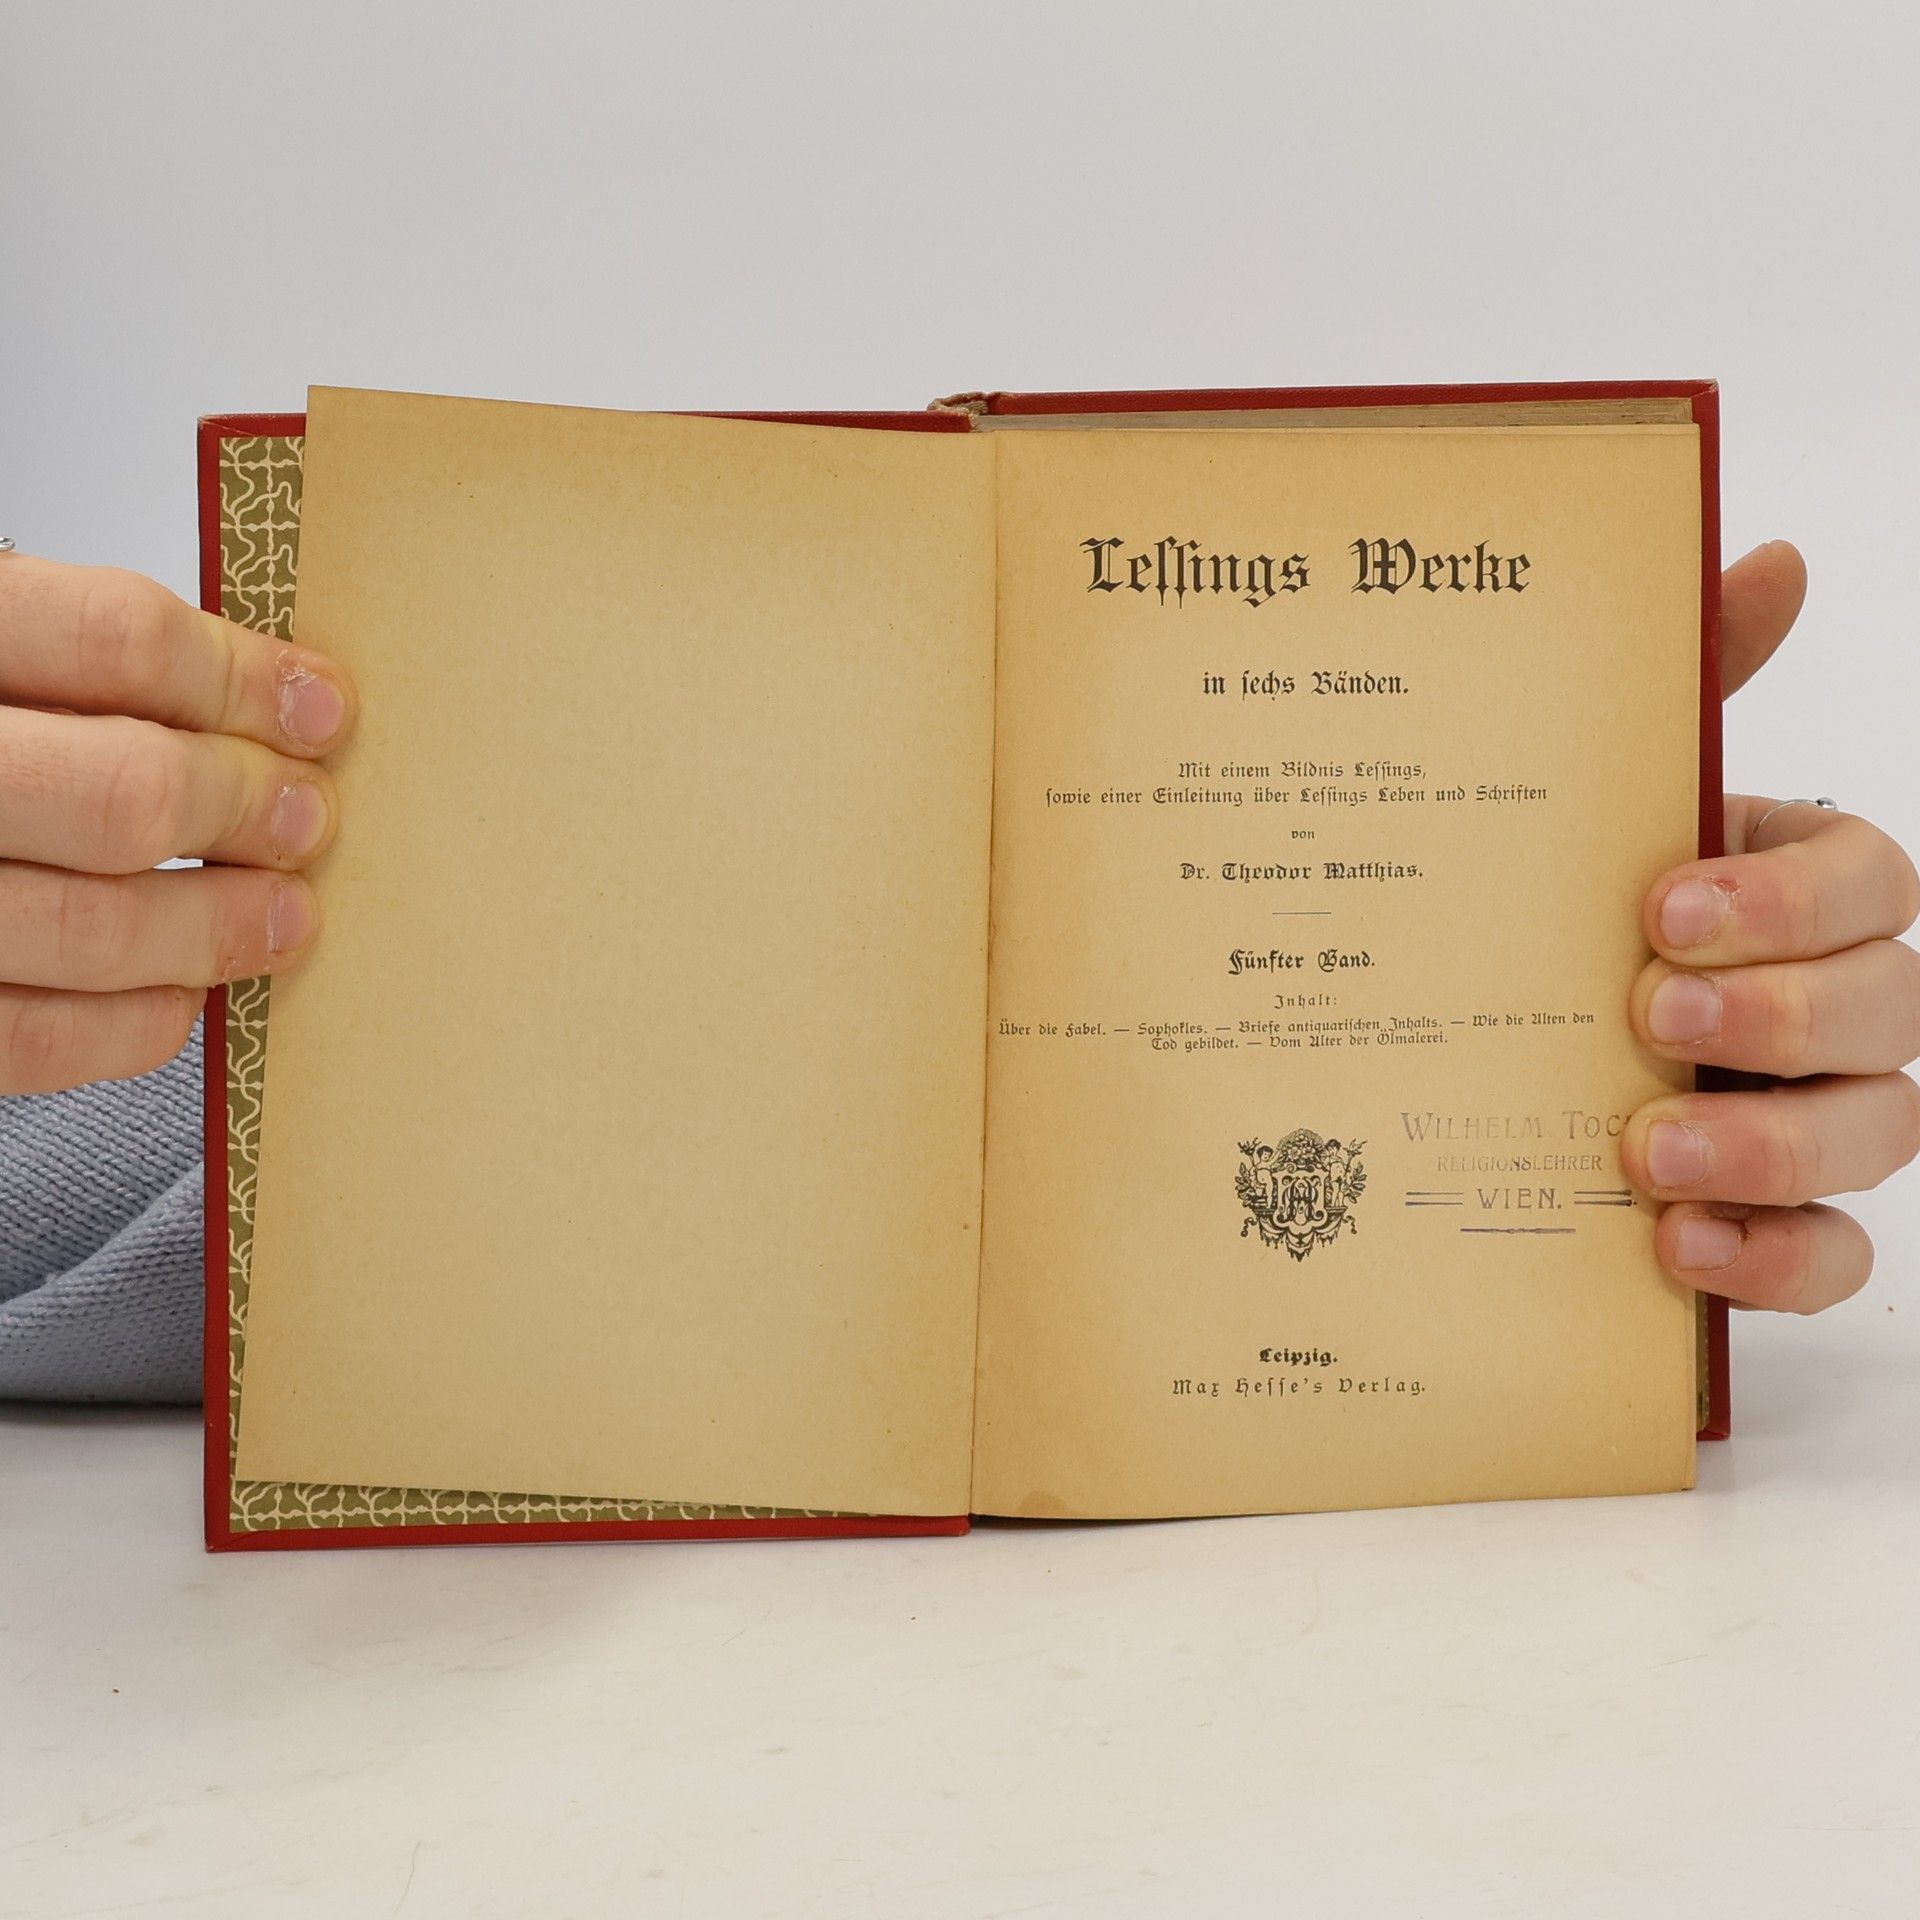 Lessings Werke
in sechs Bänden.
Mit einem Bildnis Lessings,
sowie einer Einleitung über Lessings Leben und Schriften
von
Dr. Theodor Matthias.
Fünfter Band.
Inhalt:
Über die Fabel. — Sophokles. — Briefe antiquarischen Inhalts. — Wie die Alten den
Tod gebildet. — Vom Alter der Ölmalerei.
WILHELM
RELIGIONSLEHRER
WIEN.
Leipzig.
Max Hesse's Verlag.